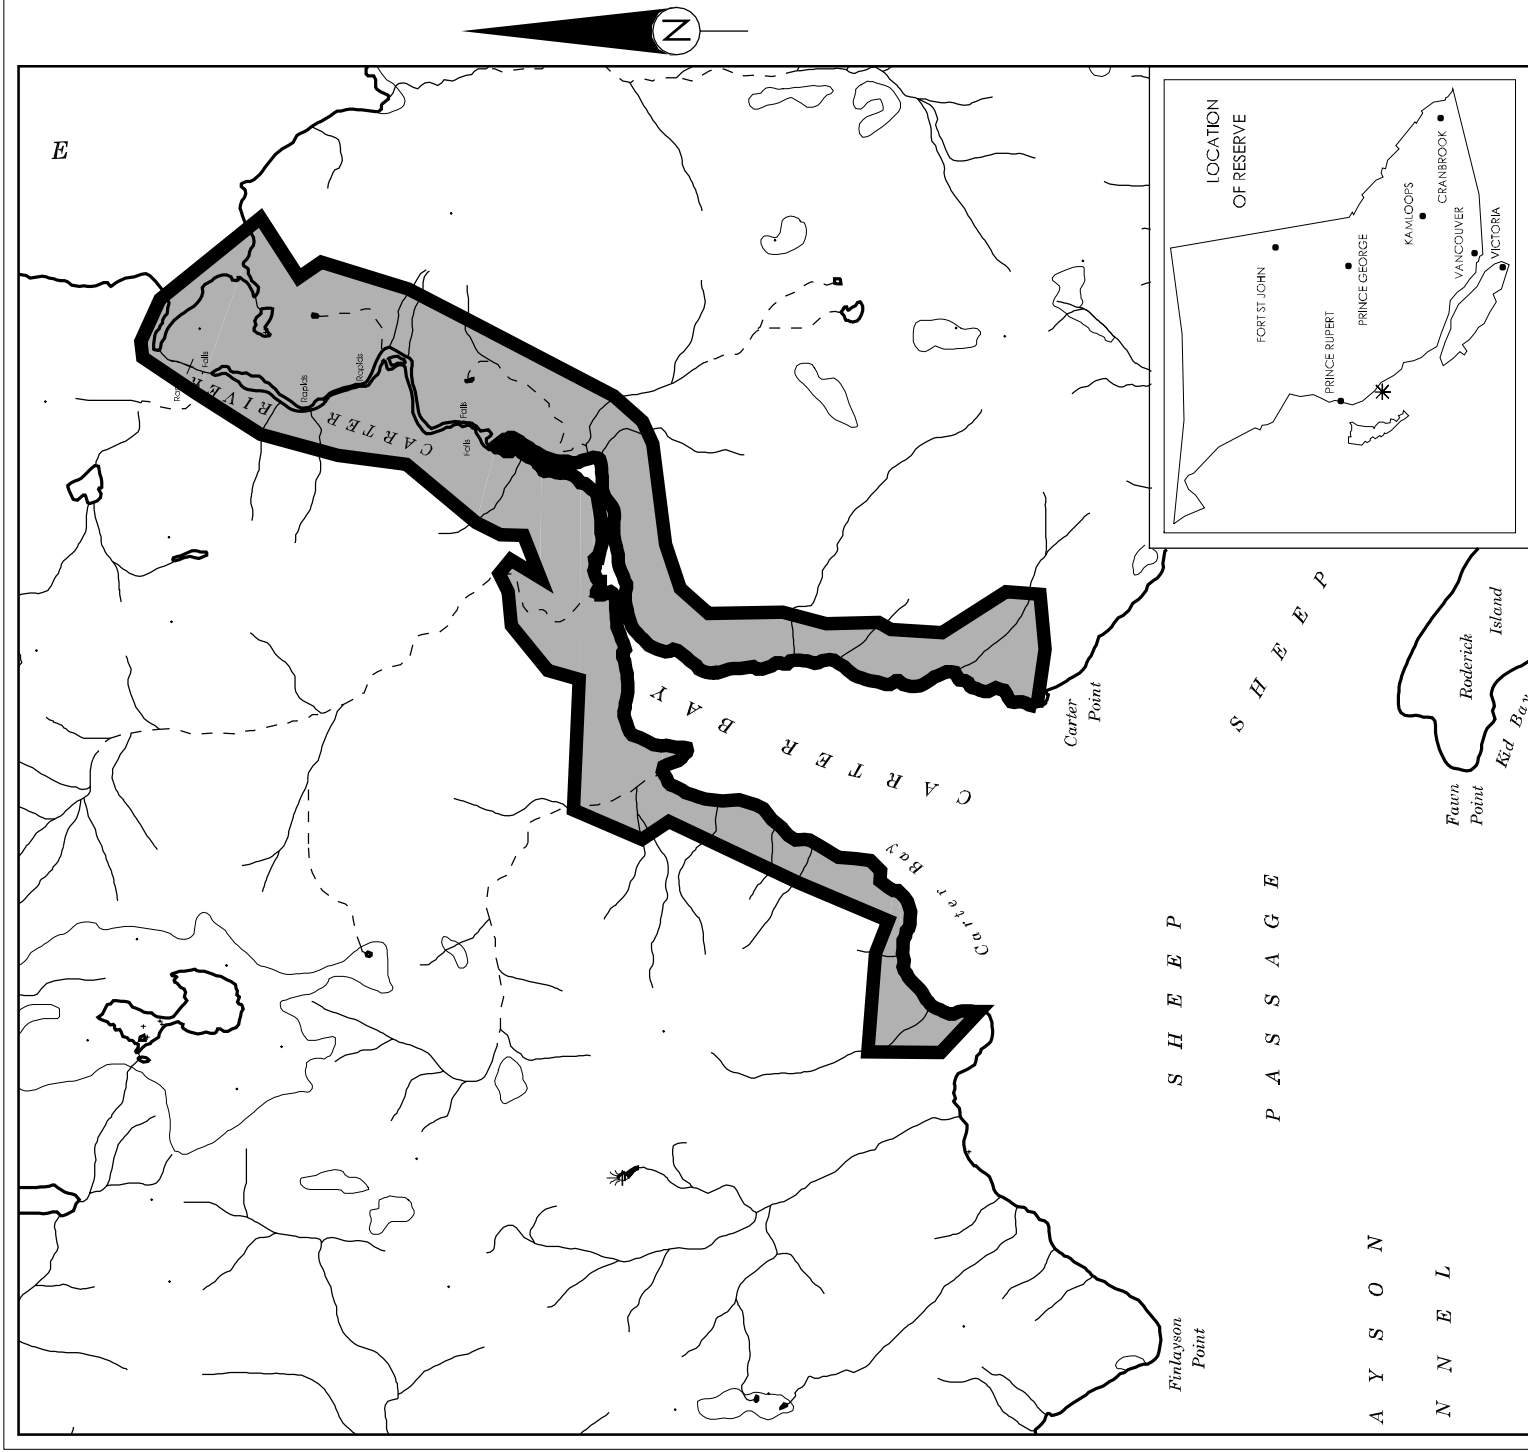 N
E
LOCATION
OF RESERVE
FORT ST JOHN
PRINCE GEORGE
PRINCE RUPERT
KAMLOOPS
CRANBROOK
VANCOUVER
VICTORIA
Falls
Rapids
Rapids
Falls
Falls
CARTER RIVER
CARTER BAY
Carter Bay
Carter
Point
SHEEP
SHEEP
PASSAGE
Roderick
Island
Kid Bay
Fawn
Point
Finlayson
Point
AYSON
NNEL